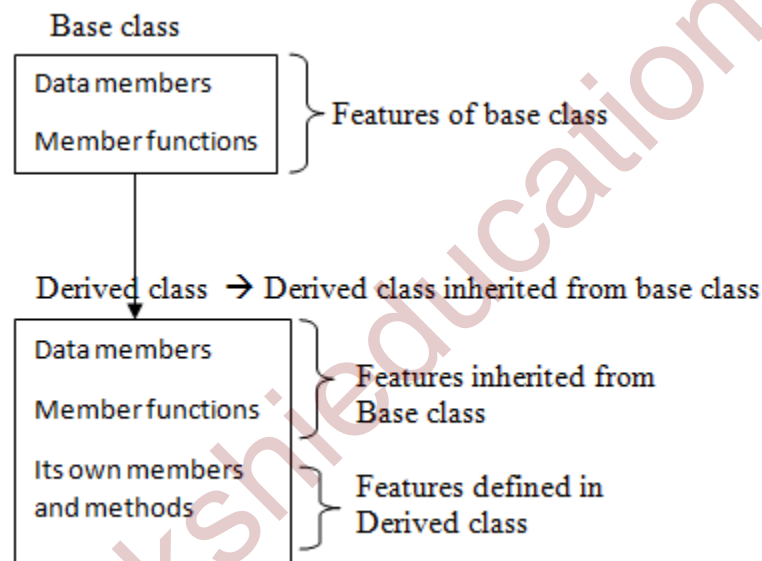 Base class
Data members
Member functions
Features of base class
Derived class → Derived class inherited from base class
Data members
Member functions
Features inherited from
Base class
Its own members
and methods
Features defined in
Derived class
kshieducation